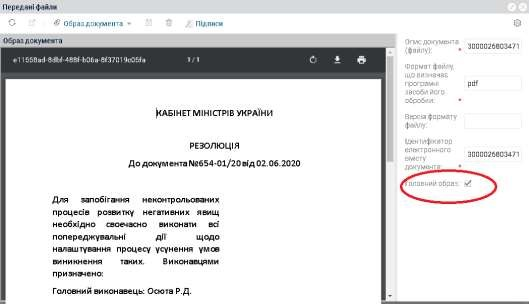 Передані файли
Образ документа
Підписи
Образ документа
e11668ad-8dbf-488f-b06a-8f37019c05fa
1 / 1
КАБІНЕТ МІНІСТРІВ УКРАЇНИ
РЕЗОЛЮЦІЯ
До документа №654-01/20 від 02.06.2020
Для запобігання неконтрольованих
процесів розвитку негативних явищ
необхідно своєчасно виконати всі
попереджувальні дії щодо
налаштування процесу усунення умов
виникнення таких. Виконавцями
призначено:
Головний виконавець: Осюта Р.Д.
Опис документа
(файлу): * 3000026803471
Формат файлу,
що визначає
програмні
засоби його
обробки: * pdf
Версія формату
файлу:
Ідентифікатор
електронного
вмісту
документа: * 3000026803471
Головний образ: